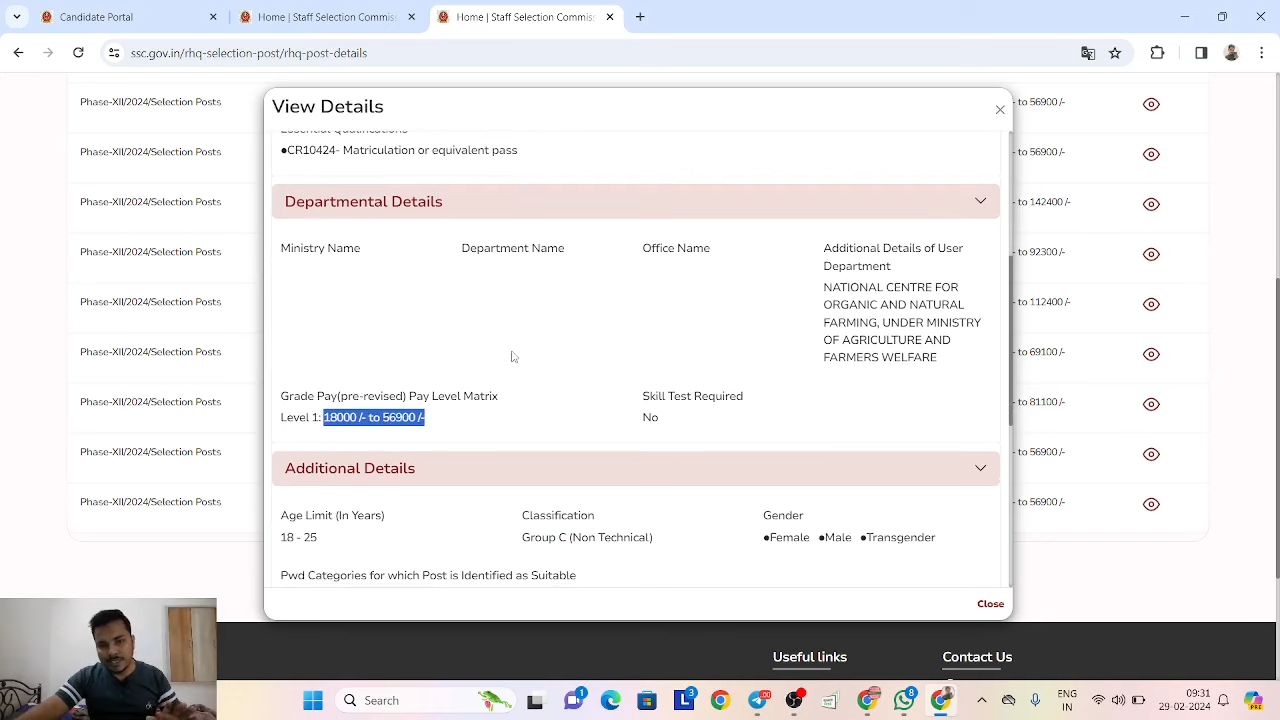 Candidate Portal
Home | Staff Selection Commis
Home | Staff Selection Commis
ssc.gov.in/rhq-selection-post/rhq-post-details
View Details
●CR10424- Matriculation or equivalent pass
Departmental Details
Ministry Name
Department Name
Office Name
Additional Details of User
Department
NATIONAL CENTRE FOR
ORGANIC AND NATURAL
FARMING, UNDER MINISTRY
OF AGRICULTURE AND
FARMERS WELFARE
Grade Pay(pre-revised) Pay Level Matrix
Skill Test Required
Level 1: 18000 /- to 56900 /-
No
Additional Details
Age Limit (In Years)
Classification
Gender
18 - 25
Group C (Non Technical)
●Female ●Male ●Transgender
Pwd Categories for which Post is Identified as Suitable
Close
Phase-XII/2024/Selection Posts
- to 56900 /-
Phase-XII/2024/Selection Posts
- to 56900 /-
Phase-XII/2024/Selection Posts
- to 142400 /-
Phase-XII/2024/Selection Posts
- to 92300 /-
Phase-XII/2024/Selection Posts
- to 112400 /-
Phase-XII/2024/Selection Posts
- to 69100 /-
Phase-XII/2024/Selection Posts
- to 81100 /-
Phase-XII/2024/Selection Posts
- to 56900 /-
Phase-XII/2024/Selection Posts
- to 56900 /-
Useful links
Contact Us
Search
1
3
8
ENG
IN
09:31
29-02-2024